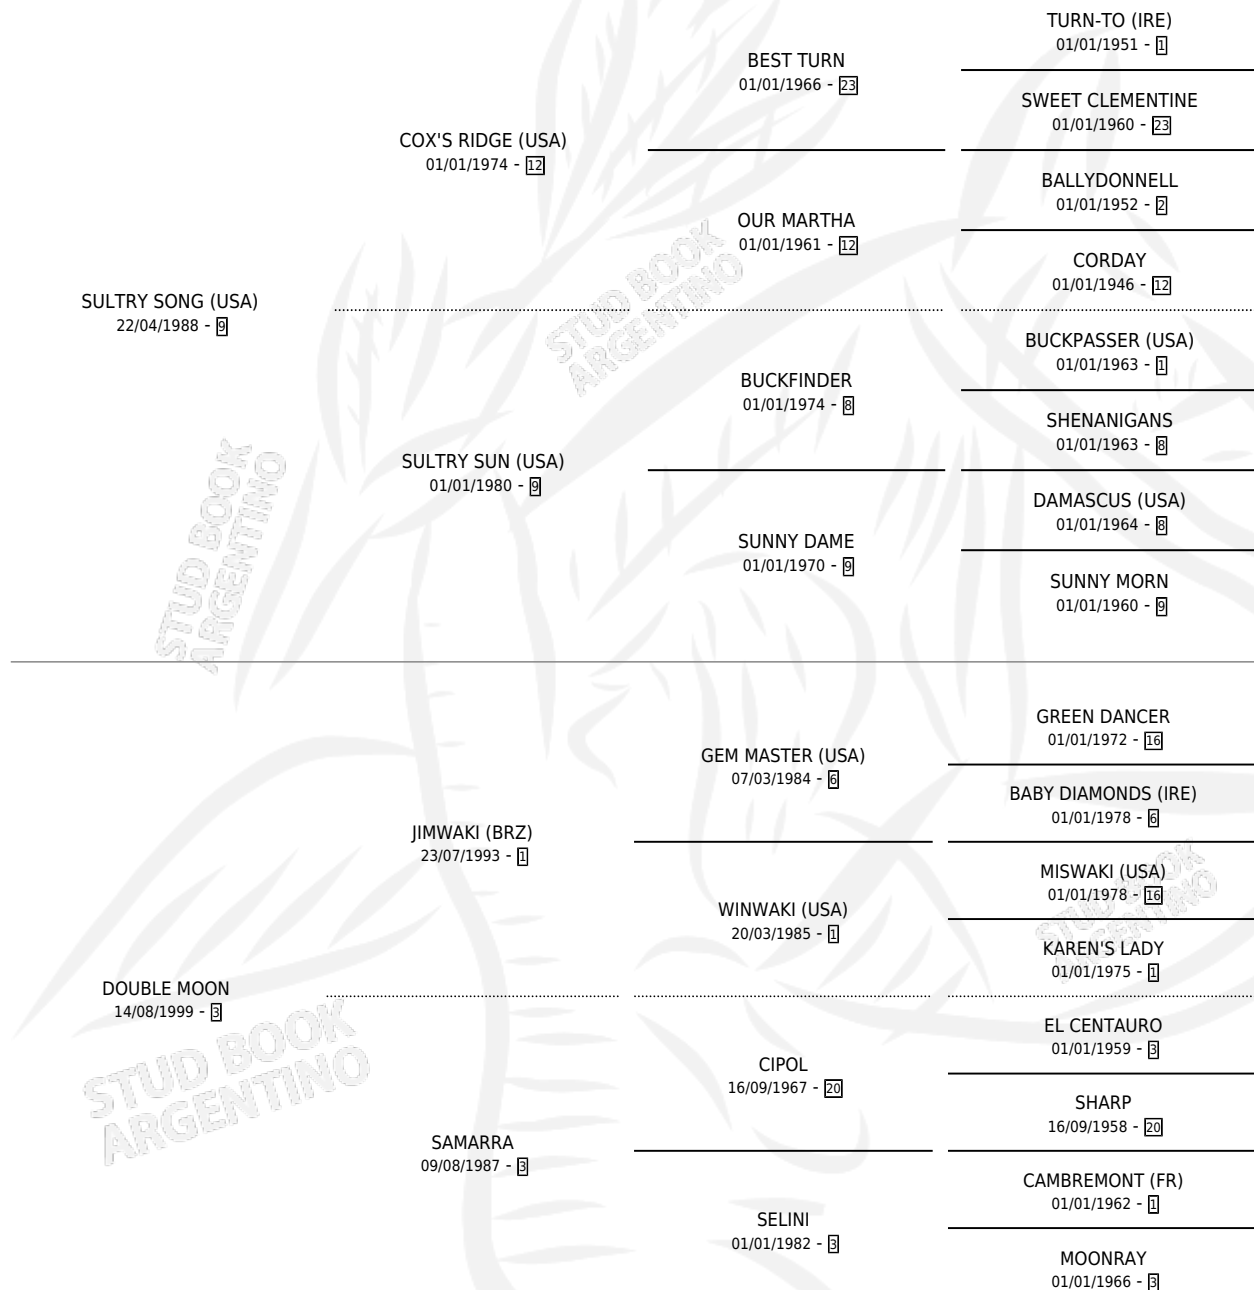 TURN-TO (IRE)
01/01/1951 - 1
BEST TURN
01/01/1966 - 23
SWEET CLEMENTINE
01/01/1960 - 23
COX'S RIDGE (USA)
01/01/1974 - 12
BALLYDONNELL
01/01/1952 - 2
OUR MARTHA
01/01/1961 - 12
CORDAY
01/01/1946 - 12
SULTRY SONG (USA)
22/04/1988 - 9
STUD BOOK
ARGENTINO
BUCKPASSER (USA)
01/01/1963 - 1
BUCKFINDER
01/01/1974 - 8
SHENANIGANS
01/01/1963 - 8
SULTRY SUN (USA)
01/01/1980 - 9
DAMASCUS (USA)
01/01/1964 - 8
SUNNY DAME
01/01/1970 - 9
SUNNY MORN
01/01/1960 - 9
STUD BOOK
ARGENTINO
GREEN DANCER
01/01/1972 - 16
GEM MASTER (USA)
07/03/1984 - 6
BABY DIAMONDS (IRE)
01/01/1978 - 6
JIMWAKI (BRZ)
23/07/1993 - 1
MISWAKI (USA)
01/01/1978 - 16
WINWAKI (USA)
20/03/1985 - 1
STUD BOOK
ARGENTINO
KAREN'S LADY
01/01/1975 - 1
DOUBLE MOON
14/08/1999 - 3
EL CENTAURO
01/01/1959 - 3
CIPOL
16/09/1967 - 20
STUD BOOK
ARGENTINO
SHARP
16/09/1958 - 20
SAMARRA
09/08/1987 - 3
CAMBREMONT (FR)
01/01/1962 - 1
SELINI
01/01/1982 - 3
MOONRAY
01/01/1966 - 3